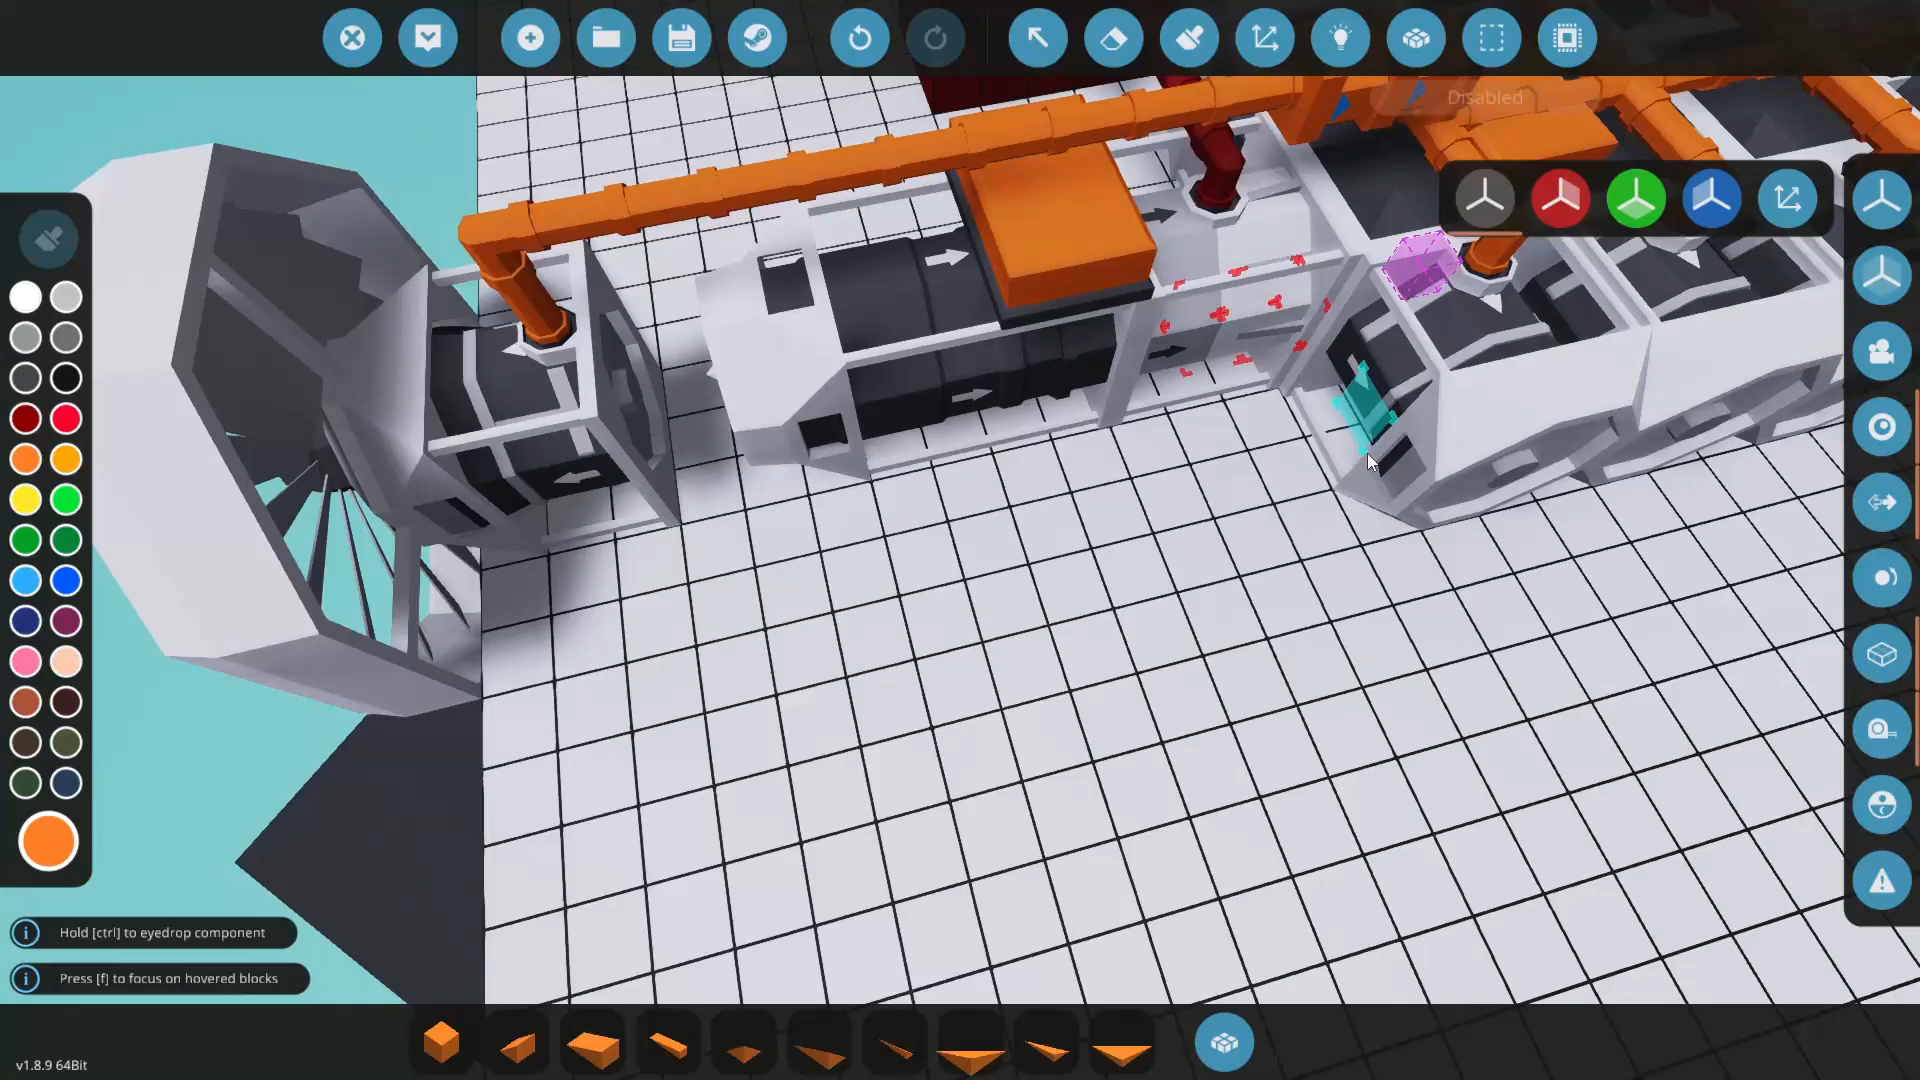 Disabled
Hold [ctrl] to eyedrop component
Press [f] to focus on hovered blocks
v1.8.9 64Bit